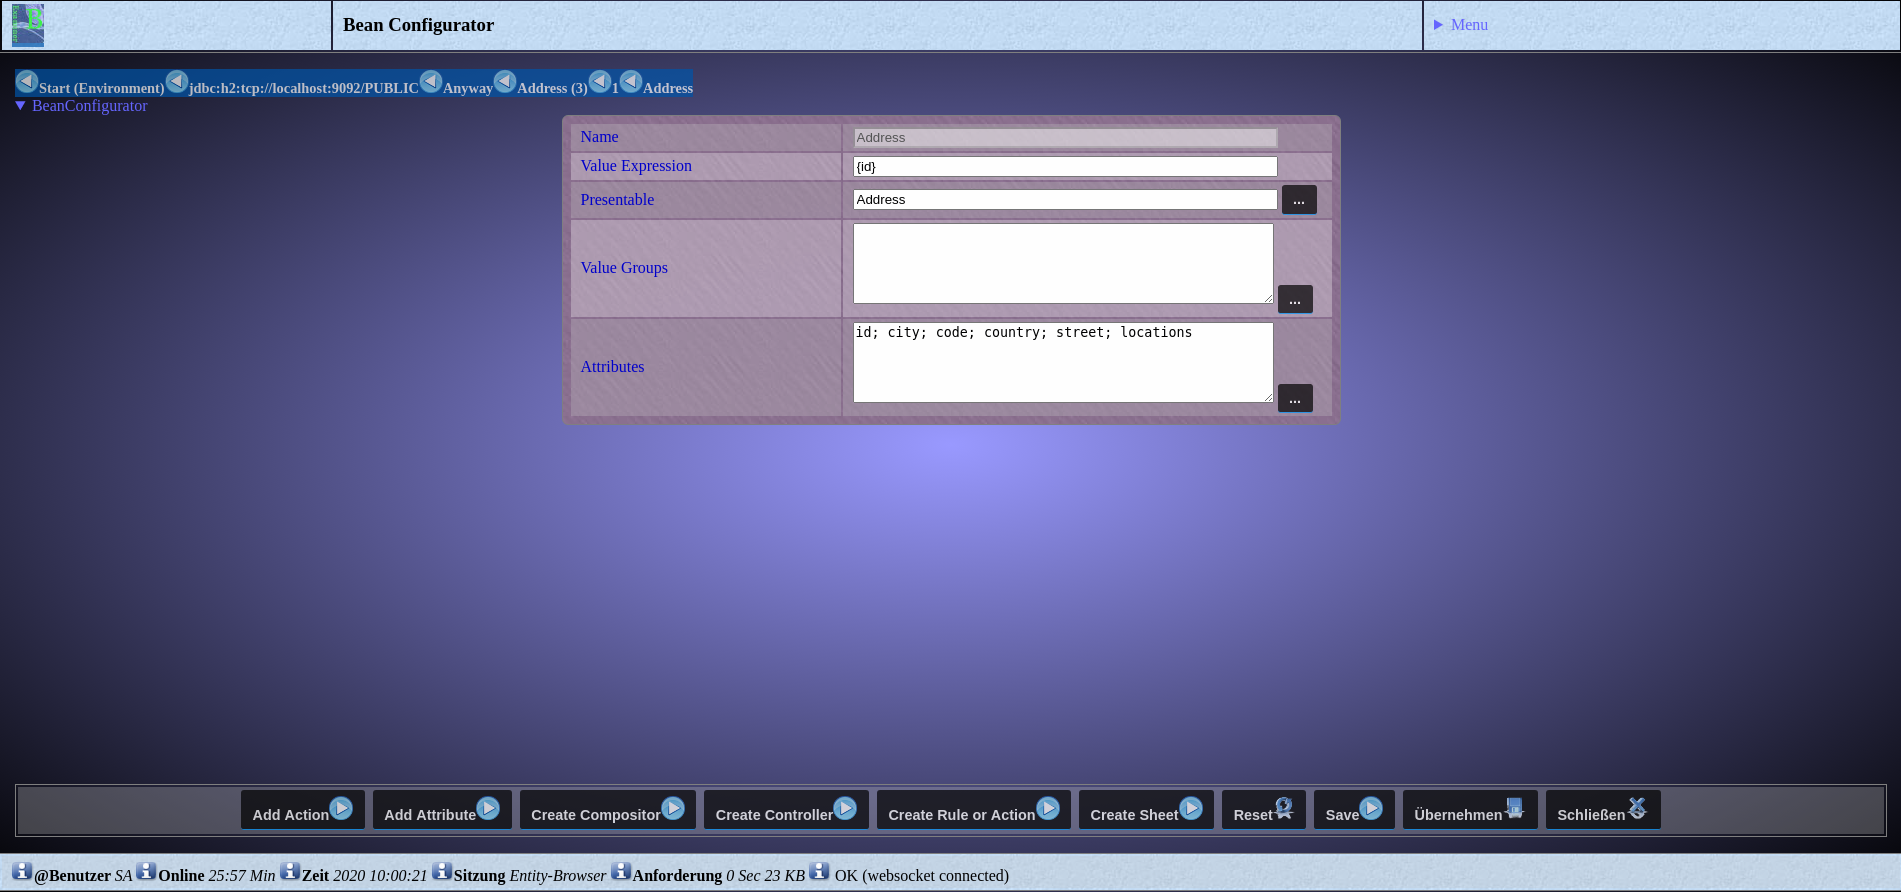 Bean Configurator
Menu
Start (Environment) jdbc:h2:tcp://localhost:9092/PUBLIC Anyway Address (3) 1 Address
BeanConfigurator
Name Address
Value Expression {id}
Presentable Address ...
Value Groups ...
Attributes id; city; code; country; street; locations ...
Add Action Add Attribute Create Compositor Create Controller Create Rule or Action Create Sheet Reset Save Übernehmen Schließen
@Benutzer SA Online 25:57 Min Zeit 2020 10:00:21 Sitzung Entity-Browser Anforderung 0 Sec 23 KB OK (websocket connected)